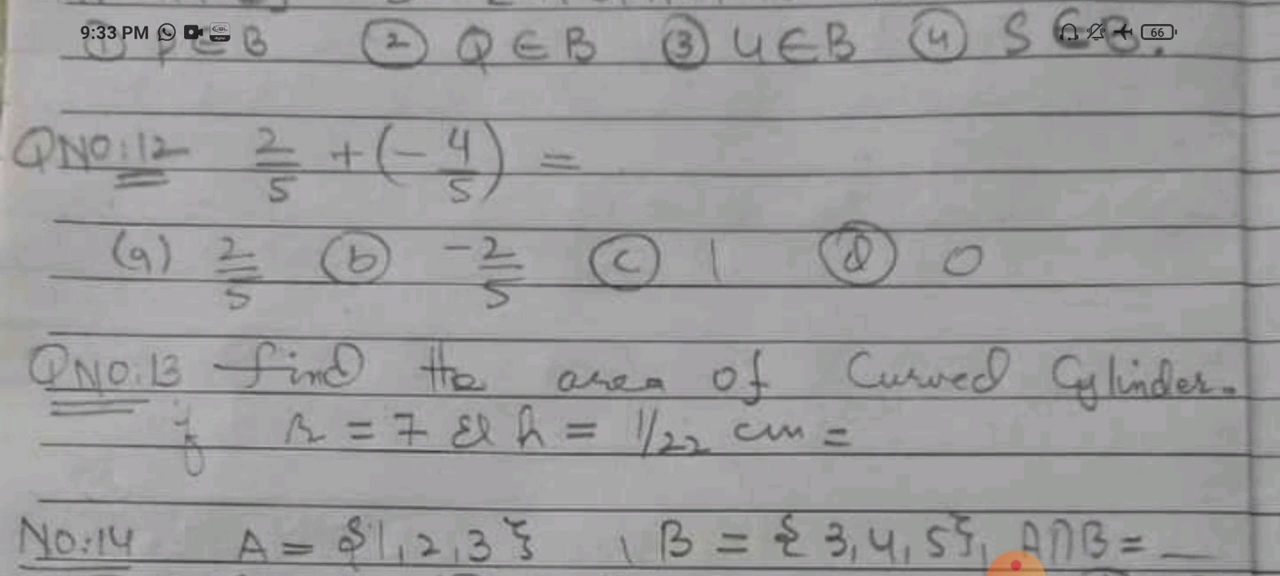 9:33 PM 66
① P∈B ② Q∈B ③ 4∈B ④ S∈B.
QNO:12 2/5 + (-4/5) =
(a) 2/5 (b) -2/5 (c) 1 (d) 0
QNO:13 find the area of Curved Cylinder.
if r = 7 & h = 1/22 cm =
No:14 A = {1,2,3}, B = {3,4,5}, A∩B = __